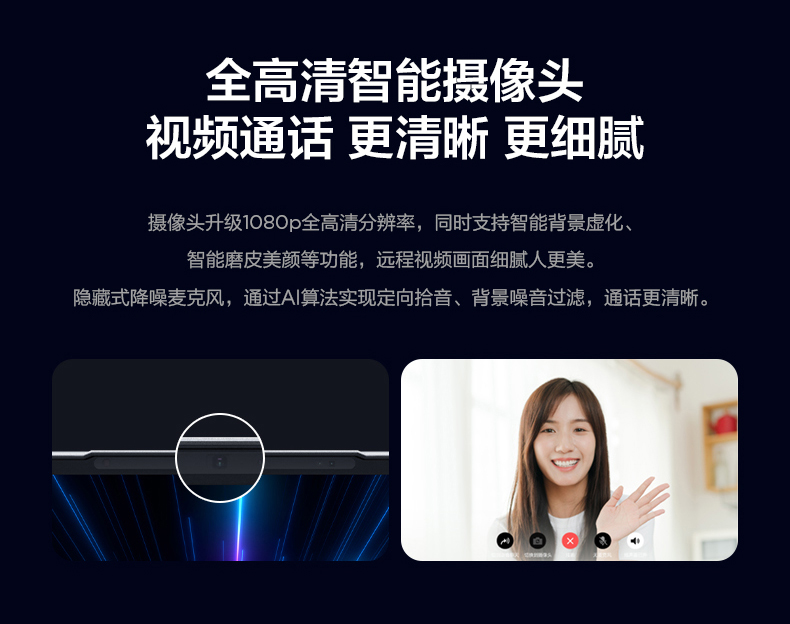 全高清智能摄像头
视频通话 更清晰 更细腻
摄像头升级1080p全高清分辨率，同时支持智能背景虚化、
智能磨皮美颜等功能，远程视频画面细腻人更美。
隐藏式降噪麦克风，通过AI算法实现定向拾音、背景噪音过滤，通话更清晰。